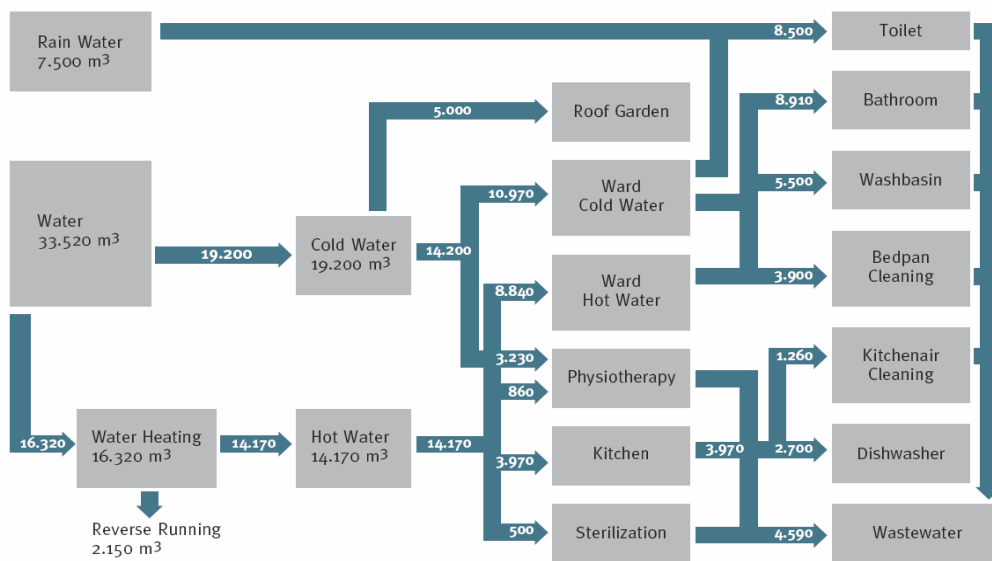 Rain Water
7.500 m³
8.500
Toilet
5.000
Roof Garden
8.910
Bathroom
Water
33.520 m³
19.200
Cold Water
19.200 m³
14.200
10.970
Ward
Cold Water
5.500
Washbasin
8.840
Ward
Hot Water
3.900
Bedpan
Cleaning
3.230
860
Physiotherapy
1.260
Kitchenair
Cleaning
16.320
Water Heating
16.320 m³
14.170
Hot Water
14.170 m³
14.170
3.970
Kitchen
3.970
2.700
Dishwasher
Reverse Running
2.150 m³
500
Sterilization
4.590
Wastewater